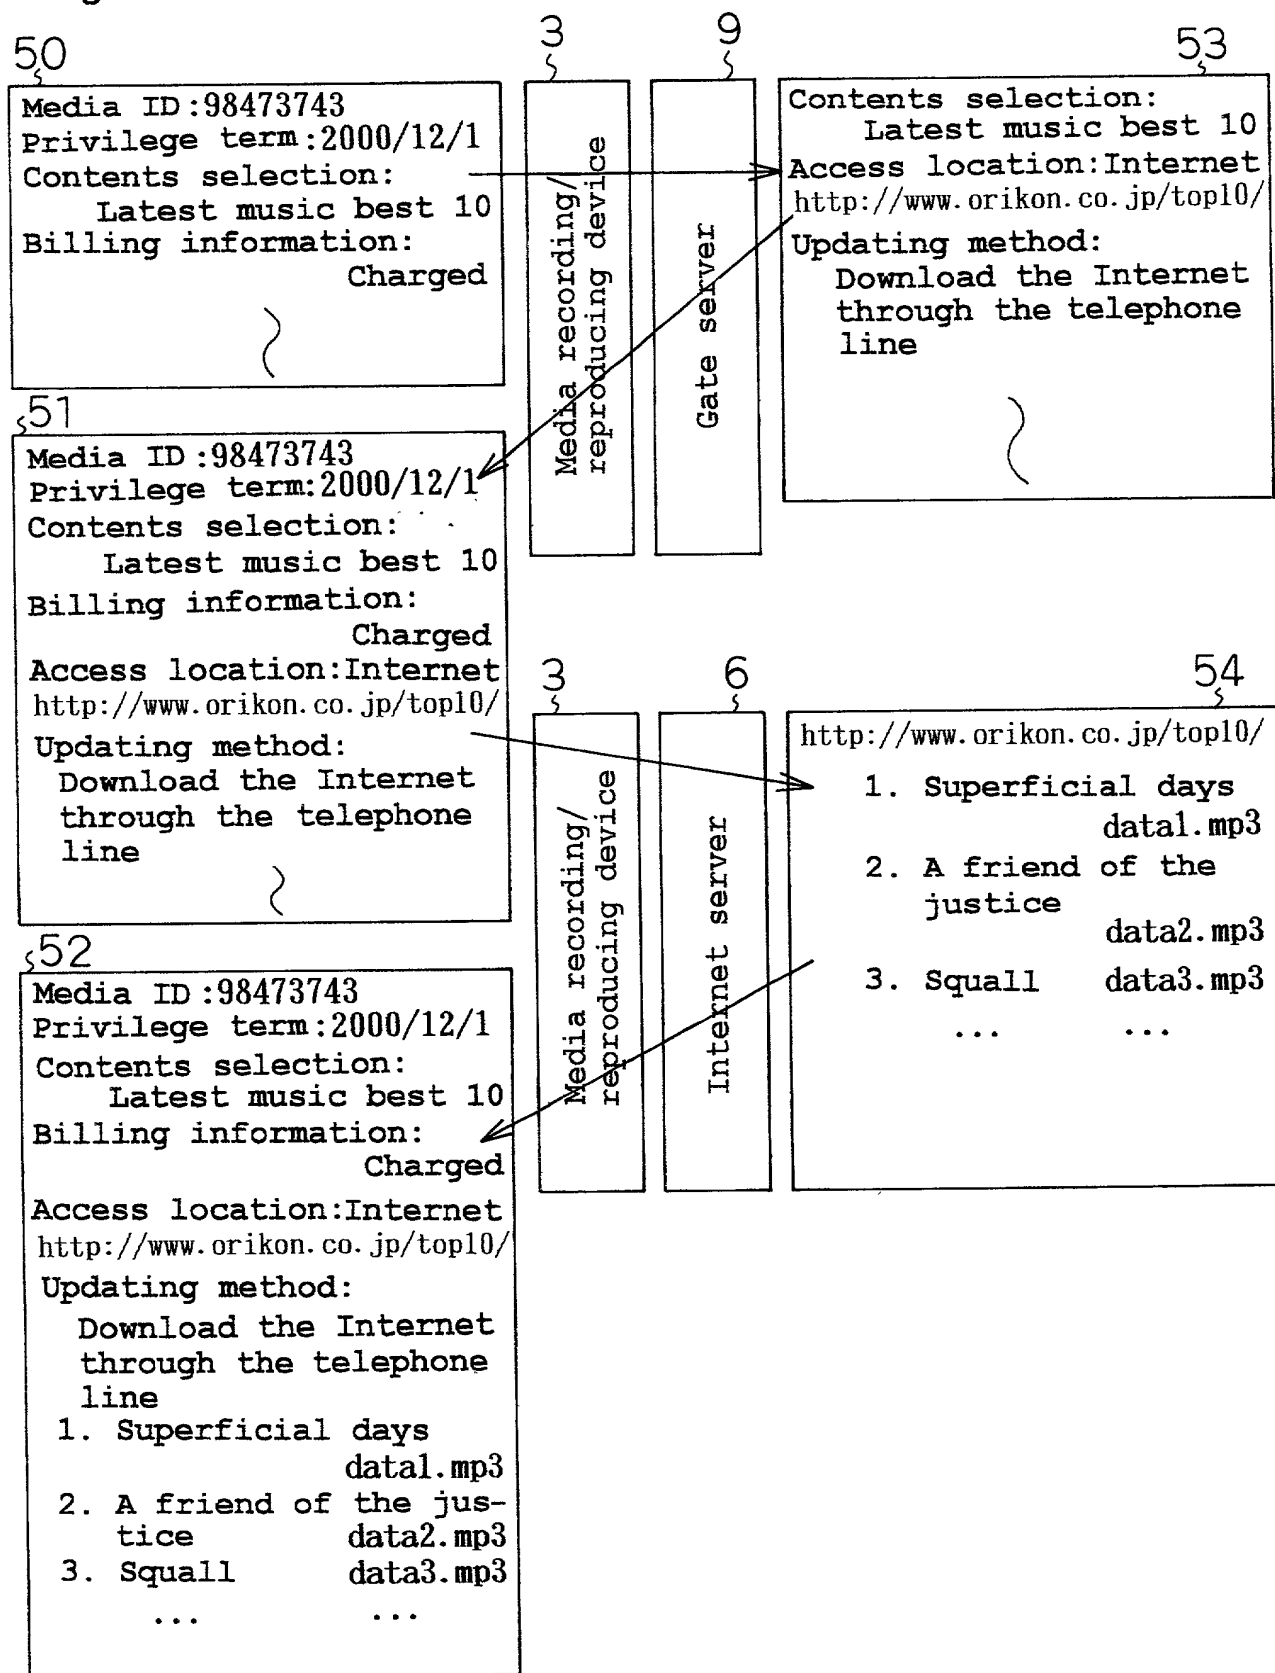 50
Media ID:98473743
Privilege term:2000/12/1
Contents selection:
Latest music best 10
Billing information:
Charged
3
Media recording/
reproducing device
9
Gate server
53
Contents selection:
Latest music best 10
Access location:Internet
http://www.orikon.co.jp/top10/
Updating method:
Download the Internet
through the telephone
line
51
Media ID:98473743
Privilege term:2000/12/1
Contents selection:
Latest music best 10
Billing information:
Charged
Access location:Internet
http://www.orikon.co.jp/top10/
Updating method:
Download the Internet
through the telephone
line
3
Media recording/
reproducing device
6
Internet server
54
http://www.orikon.co.jp/top10/
1. Superficial days
data1.mp3
2. A friend of the
justice
data2.mp3
3. Squall data3.mp3
... ...
52
Media ID:98473743
Privilege term:2000/12/1
Contents selection:
Latest music best 10
Billing information:
Charged
Access location:Internet
http://www.orikon.co.jp/top10/
Updating method:
Download the Internet
through the telephone
line
1. Superficial days
data1.mp3
2. A friend of the jus-
tice data2.mp3
3. Squall data3.mp3
... ...